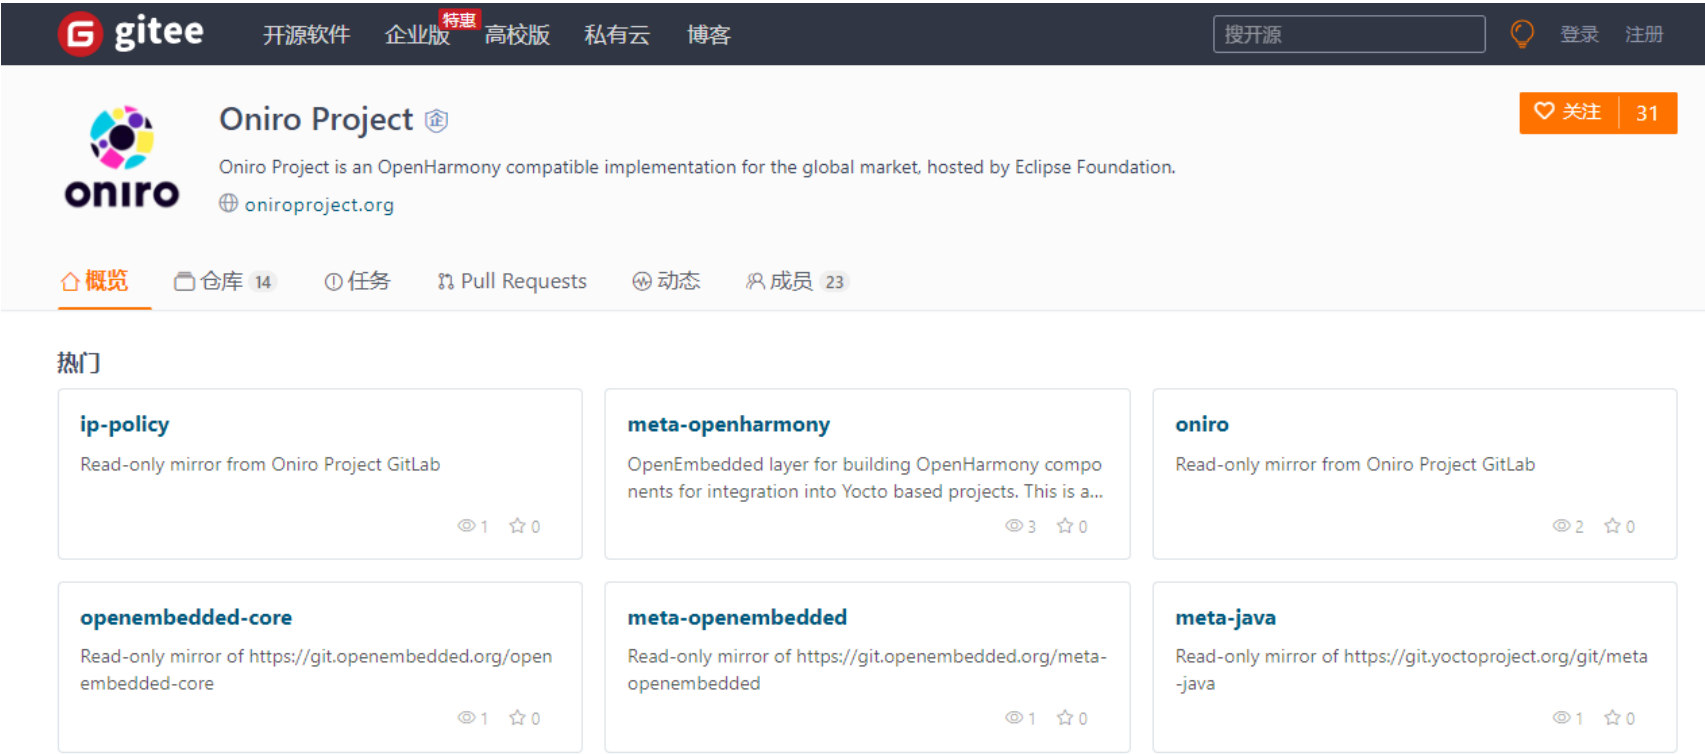 gitee 开源软件 企业版 特惠 高校版 私有云 博客 搜开源 登录 注册
oniro
Oniro Project 企
关注 31
Oniro Project is an OpenHarmony compatible implementation for the global market, hosted by Eclipse Foundation.
oniroproject.org
概览 仓库 14 任务 Pull Requests 动态 成员 23
热门
ip-policy
Read-only mirror from Oniro Project GitLab
1 0
meta-openharmony
OpenEmbedded layer for building OpenHarmony compo
nents for integration into Yocto based projects. This is a...
3 0
oniro
Read-only mirror from Oniro Project GitLab
2 0
openembedded-core
Read-only mirror of https://git.openembedded.org/open
embedded-core
1 0
meta-openembedded
Read-only mirror of https://git.openembedded.org/meta-
openembedded
1 0
meta-java
Read-only mirror of https://git.yoctoproject.org/git/meta
-java
1 0